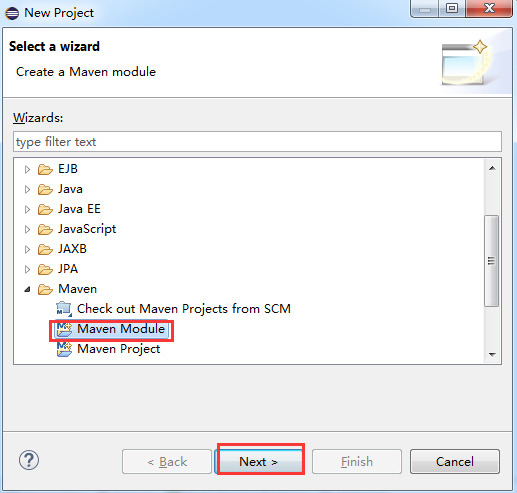 New Project
Select a wizard
Create a Maven module
Wizards:
type filter text
EJB
Java
Java EE
JavaScript
JAXB
JPA
Maven
Check out Maven Projects from SCM
Maven Module
Maven Project
?
< Back
Next >
Finish
Cancel